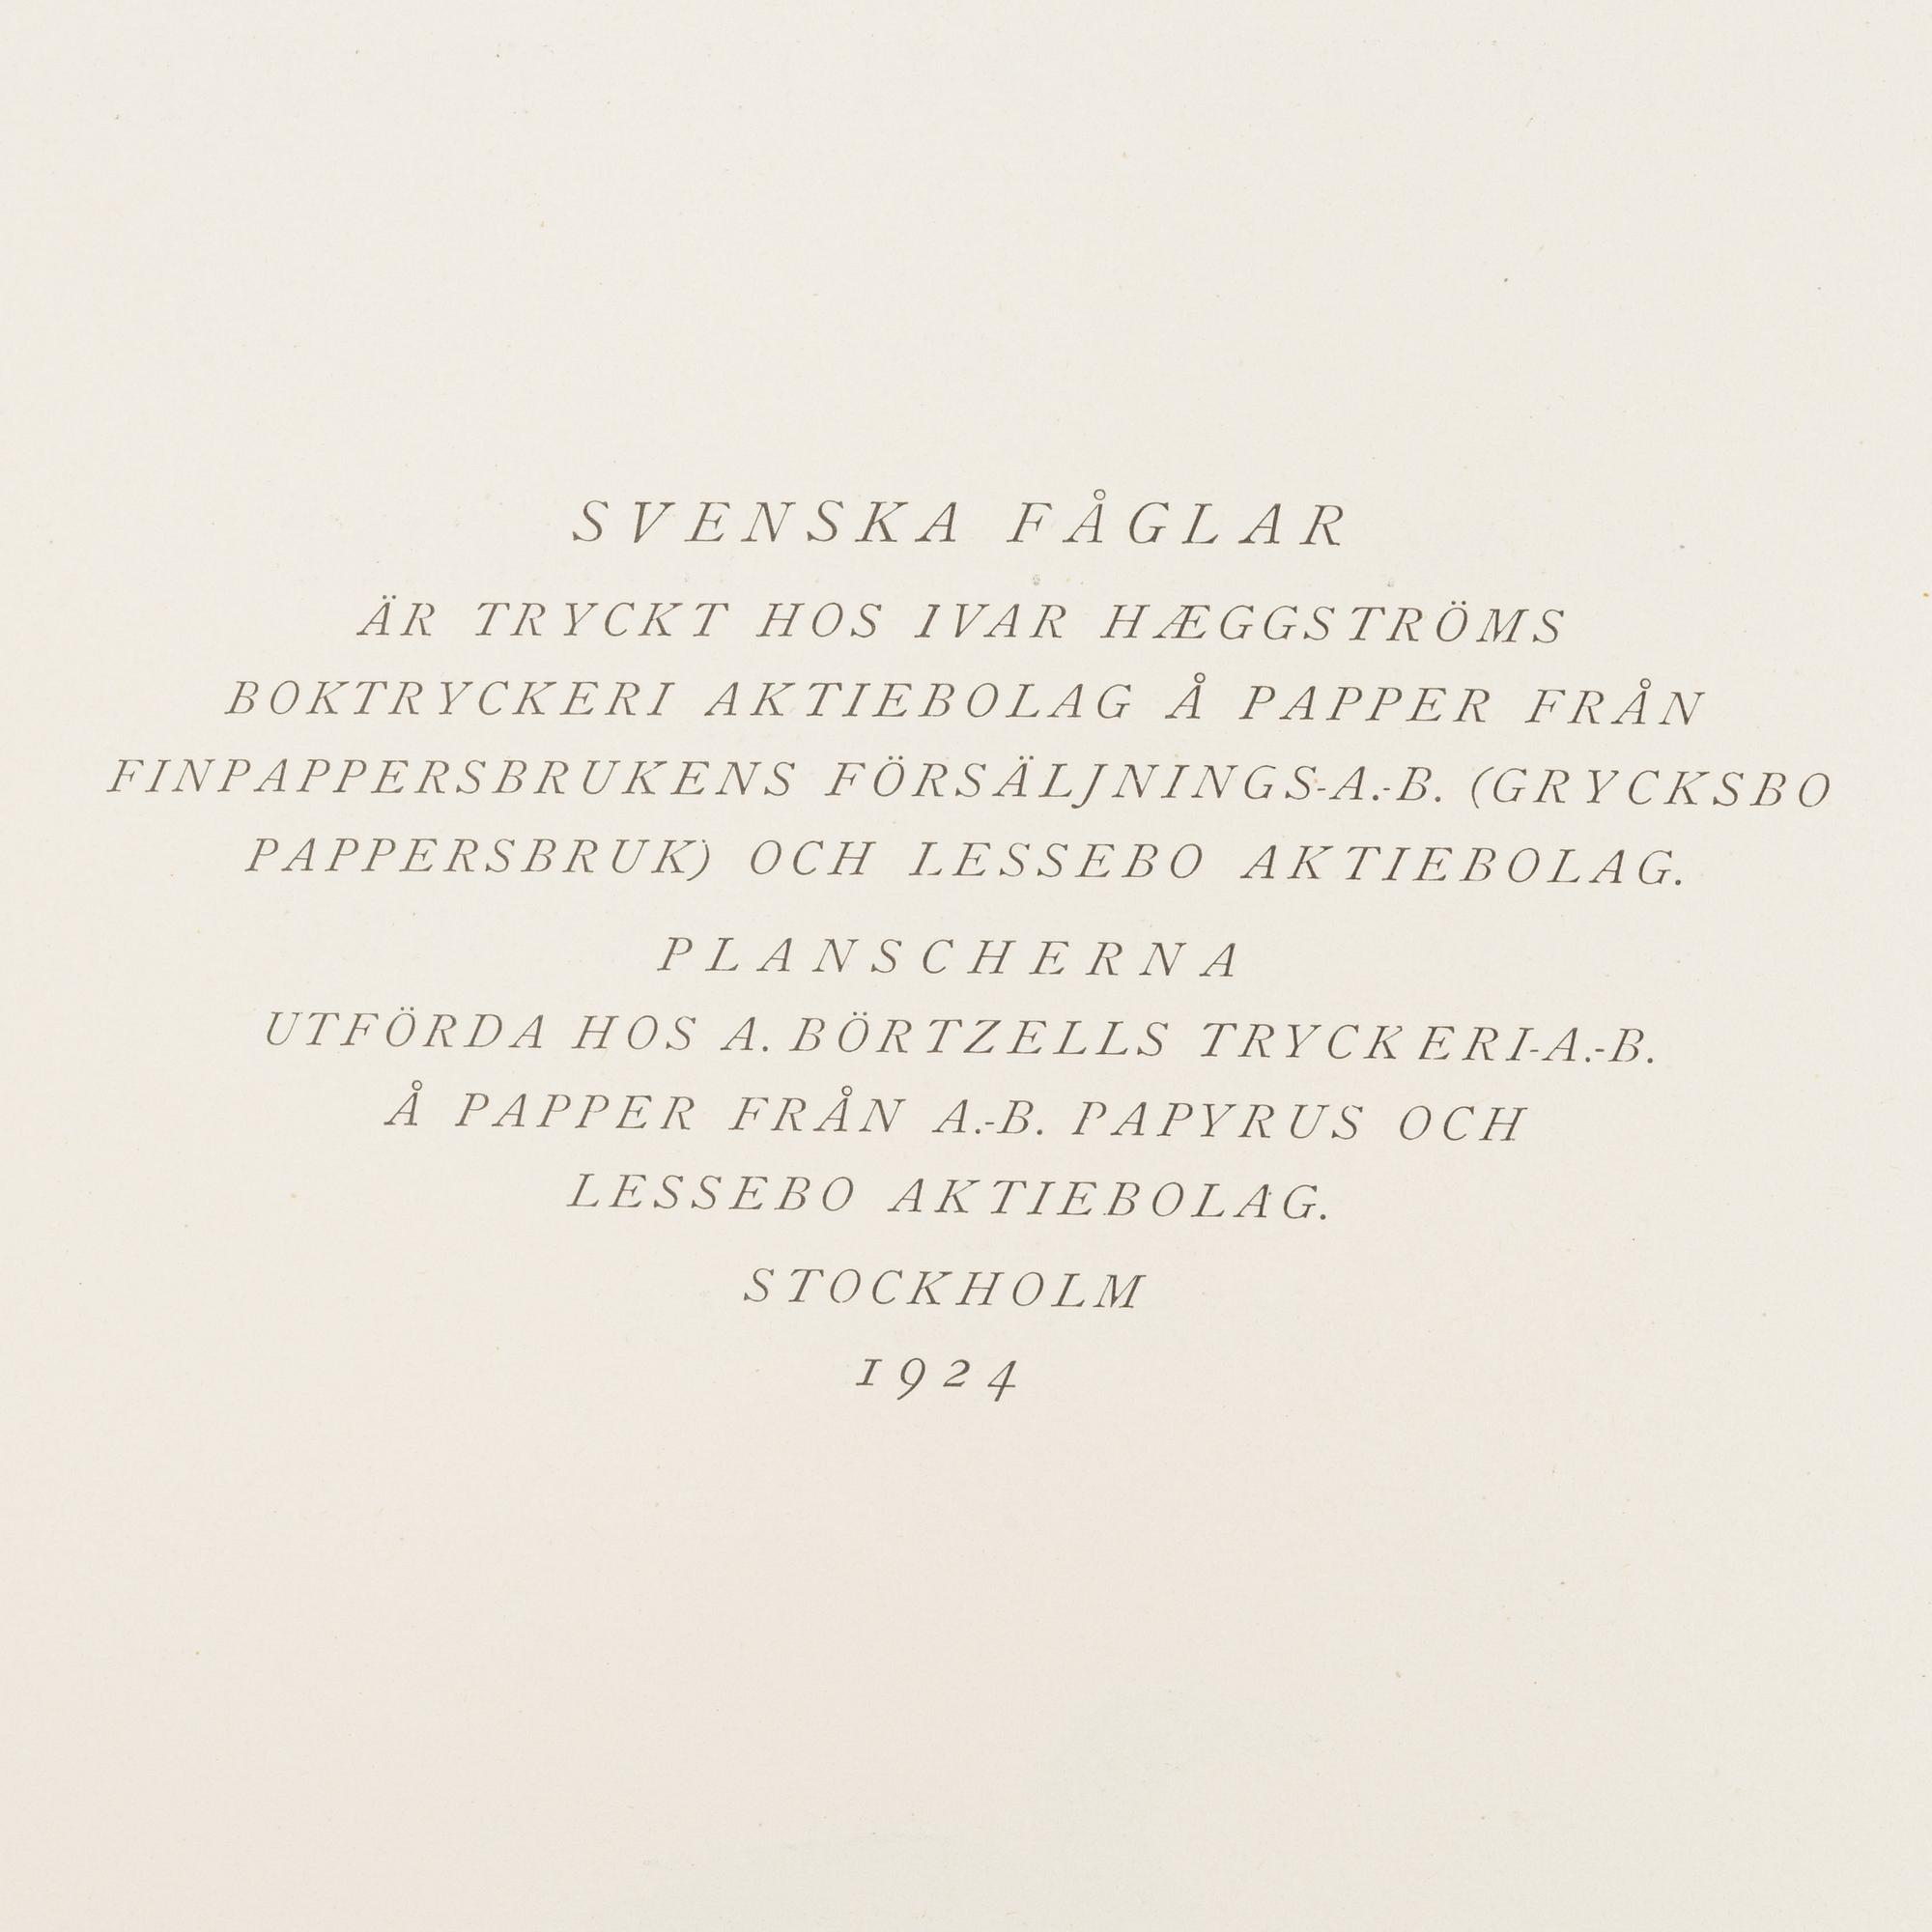 SVENSKA FÅGLAR
ÄR TRYCKT HOS IVAR HÆGGSTRÖMS
BOKTRYCKERI AKTIEBOLAG Å PAPPER FRÅN
FINPAPPERSBRUKENS FÖRSÄLJNINGS-A.-B. (GRYCKSBO
PAPPERSBRUK) OCH LESSEBO AKTIEBOLAG.
PLANSCHERNA
UTFÖRDA HOS A. BÖRTZELLS TRYCKERI-A.-B.
Å PAPPER FRÅN A.-B. PAPYRUS OCH
LESSEBO AKTIEBOLAG.
STOCKHOLM
1924